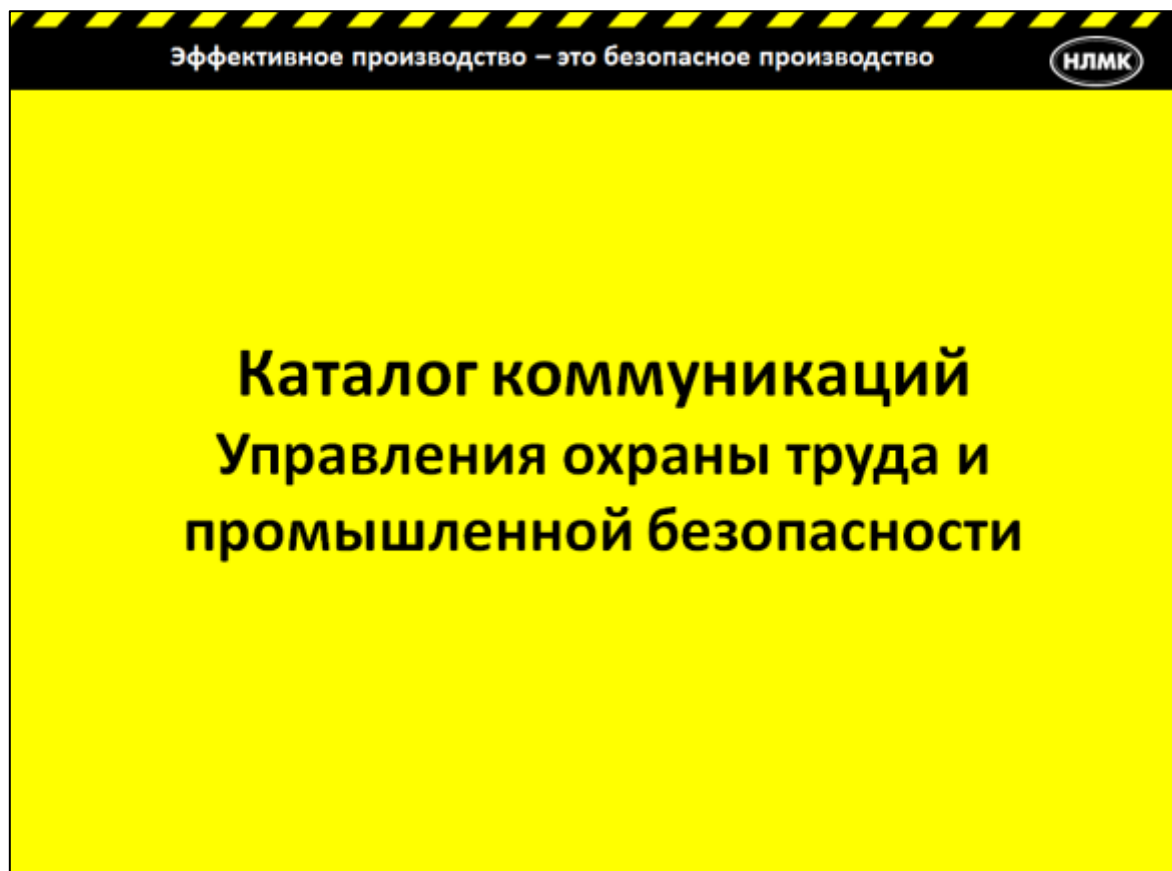 Эффективное производство – это безопасное производство
НЛМК
Каталог коммуникаций
Управления охраны труда и
промышленной безопасности